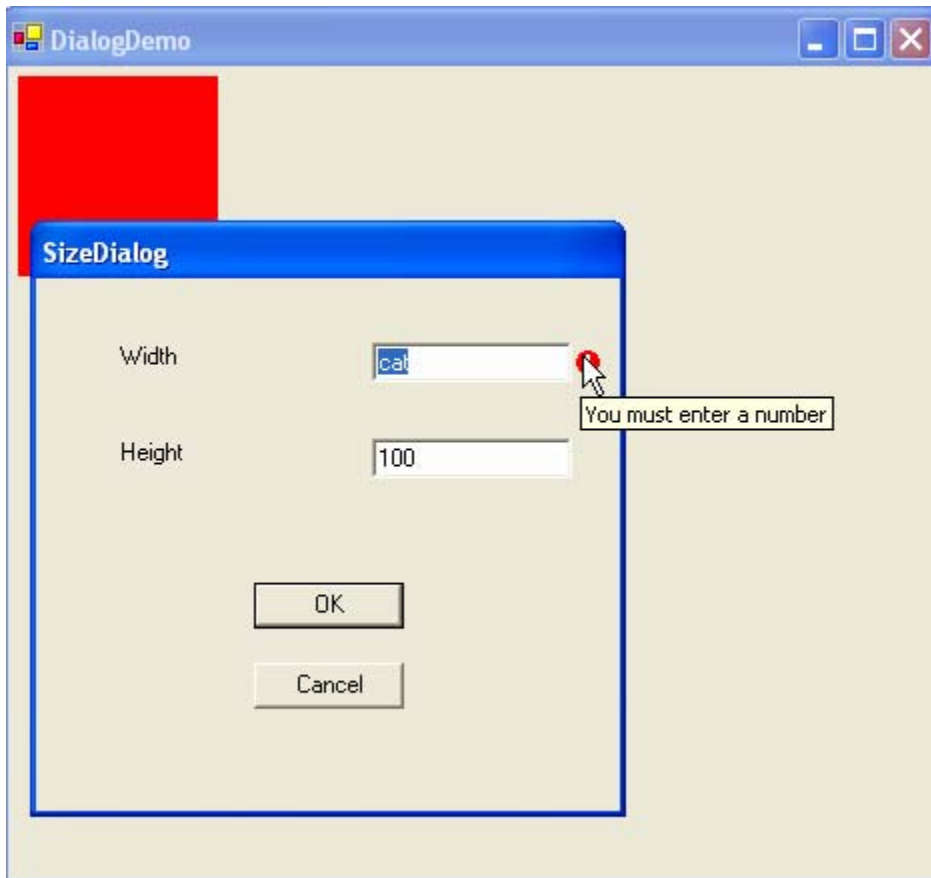 DialogDemo
SizeDialog
Width
cat
You must enter a number
Height
100
OK
Cancel